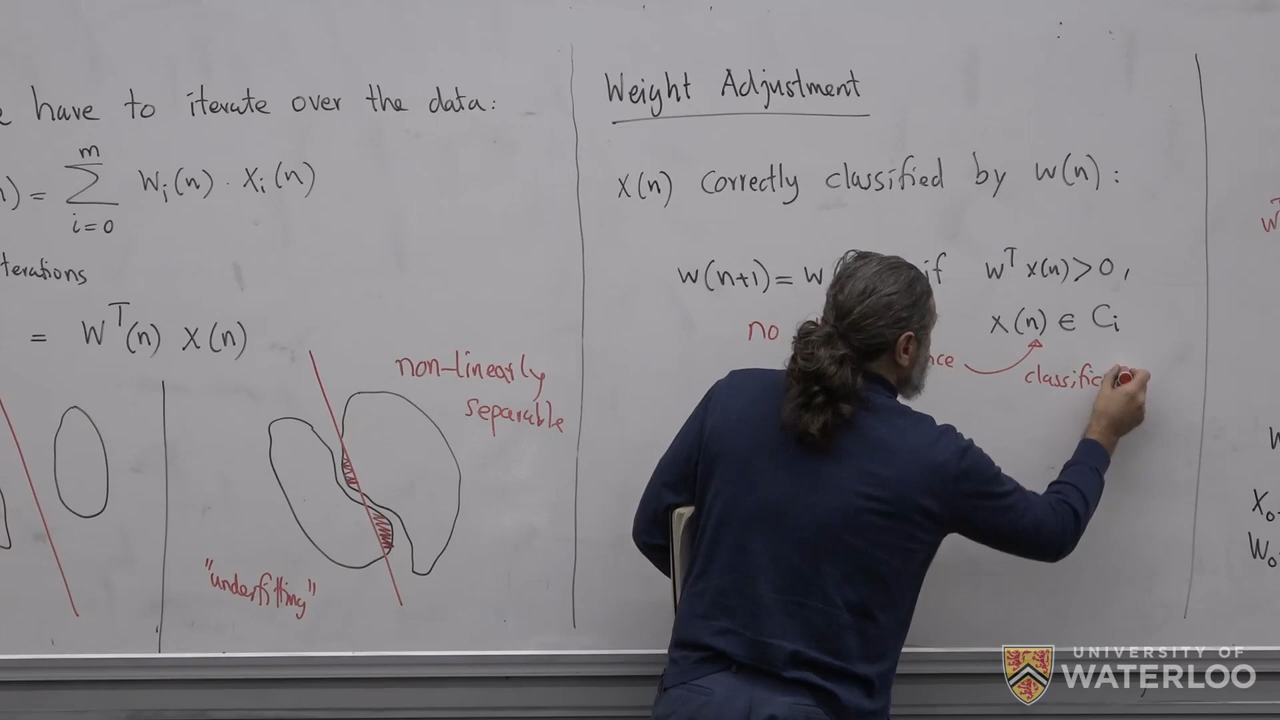 have to iterate over the data:
) = m ∑ i=0 Wi(n) · Xi(n)
terations
= W^T(n) X(n)
non-linearly
separable
"underfitting"
Weight Adjustment
X(n) correctly classified by W(n):
w(n+1)= w if w^T x(n)>0,
no X(n) ∈ Ci
nce classific
X0
W0
UNIVERSITY OF
WATERLOO